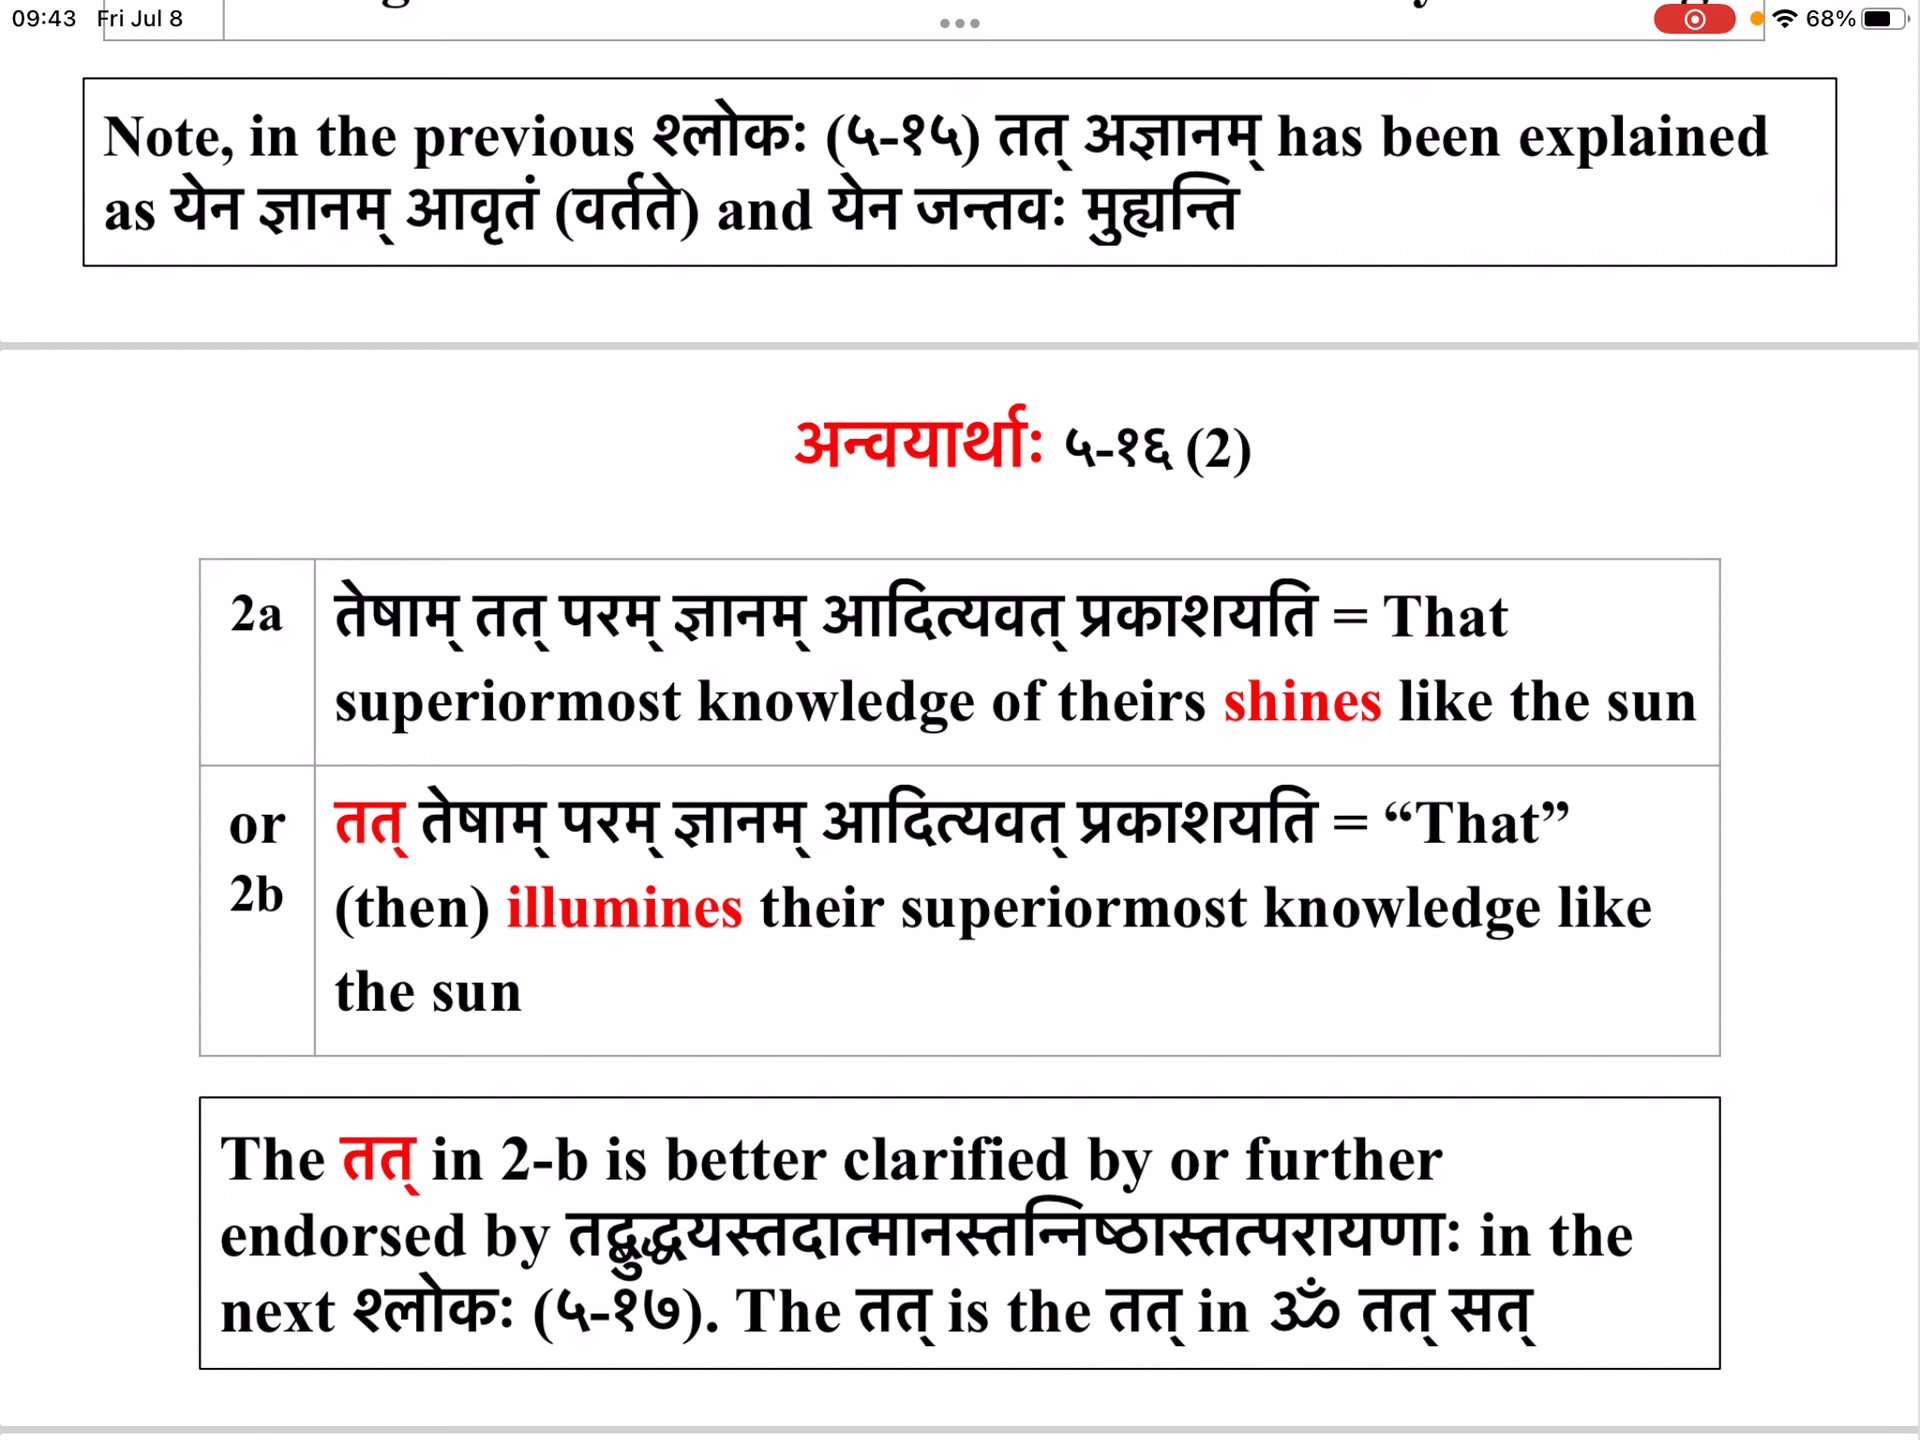 09:43 Fri Jul 8
68%
Note, in the previous श्लोकः (५-१५) तत् अज्ञानम् has been explained
as येन ज्ञानम् आवृतं (वर्तते) and येन जन्तवः मुह्यन्ति
अन्वयार्थाः ५-१६ (2)
2a तेषाम् तत् परम् ज्ञानम् आदित्यवत् प्रकाशयति = That
superiormost knowledge of theirs shines like the sun
or तत् तेषाम् परम् ज्ञानम् आदित्यवत् प्रकाशयति = “That”
2b (then) illumines their superiormost knowledge like
the sun
The तत् in 2-b is better clarified by or further
endorsed by तद्बुद्धयस्तदात्मानस्तन्निष्ठास्तत्परायणाः in the
next श्लोकः (५-१७). The तत् is the तत् in ॐ तत् सत्